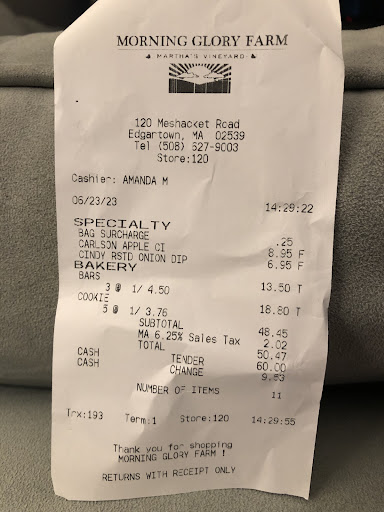 MORNING GLORY FARM
MARTHA'S VINEYARD
120 Meshacket Road
Edgartown, MA 02539
Tel (508) 627-9003
Store:120
Cashier: AMANDA M
06/23/23 14:29:22
SPECIALTY
BAG SURCHARGE .25
CARLSON APPLE CI 8.95 F
CINDY RSTD ONION DIP 6.95 F
BAKERY
BARS
3 @ 1/ 4.50 13.50 T
COOKIE
5 @ 1/ 3.76 18.80 T
SUBTOTAL 48.45
MA 6.25% Sales Tax 2.02
TOTAL 50.47
CASH TENDER 60.00
CASH CHANGE 9.53
NUMBER OF ITEMS 11
Trx:193 Term:1 Store:120 14:29:55
Thank you for shopping
MORNING GLORY FARM !
RETURNS WITH RECEIPT ONLY